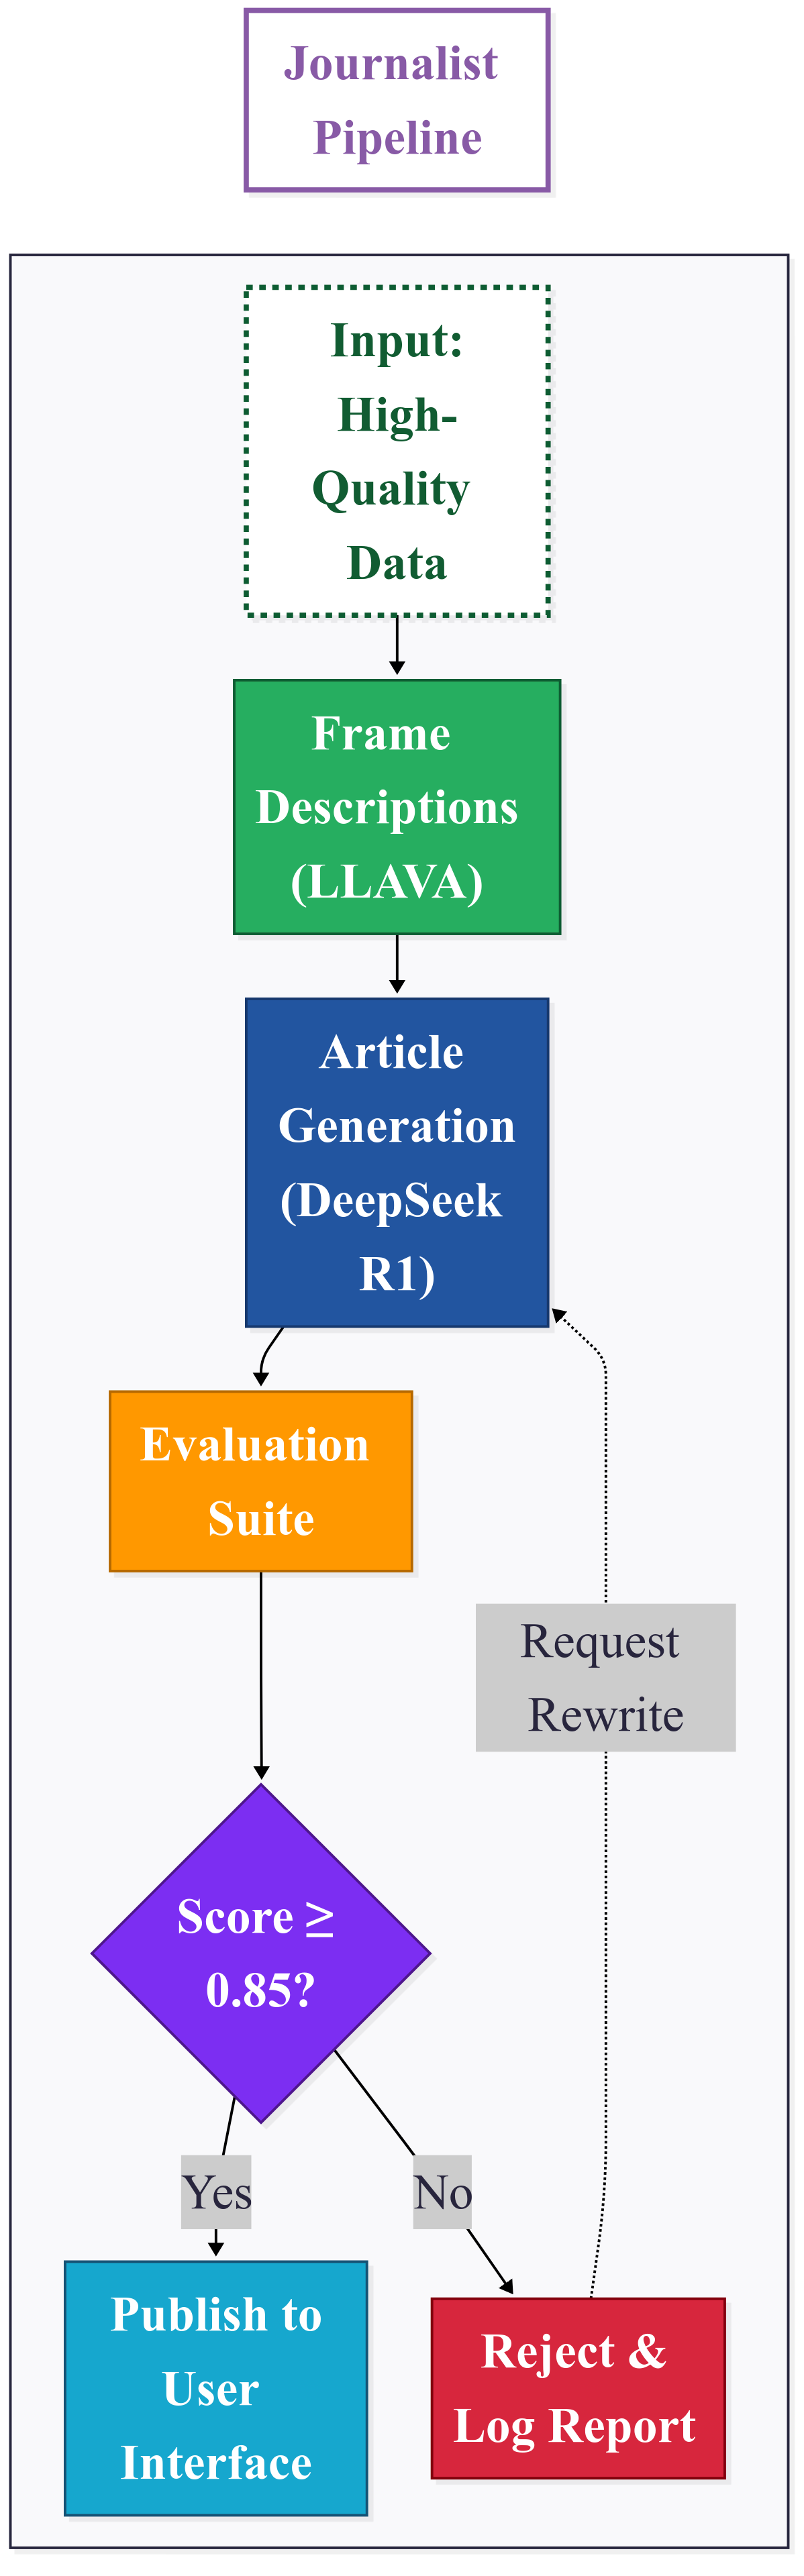 Journalist
Pipeline
Input:
High-
Quality
Data
Frame
Descriptions
(LLAVA)
Article
Generation
(DeepSeek
R1)
Evaluation
Suite
Request
Rewrite
Score ≥
0.85?
Yes
No
Publish to
User
Interface
Reject &
Log Report